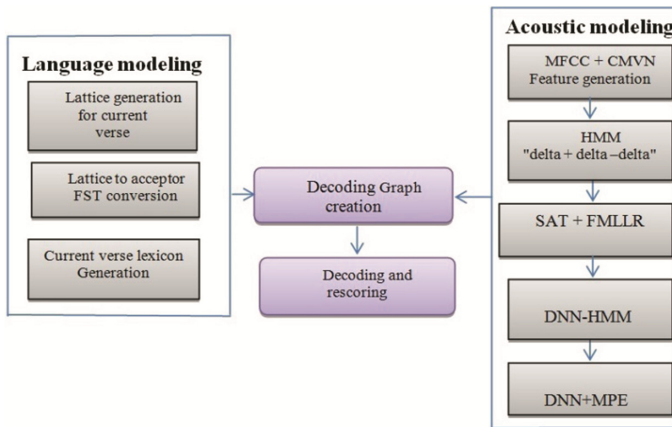 Language modeling
Lattice generation
for current
verse
Lattice to acceptor
FST conversion
Current verse lexicon
Generation
Decoding Graph
creation
Decoding and
rescoring
Acoustic modeling
MFCC + CMVN
Feature generation
HMM
"delta + delta –delta"
SAT + FMLLR
DNN-HMM
DNN+MPE